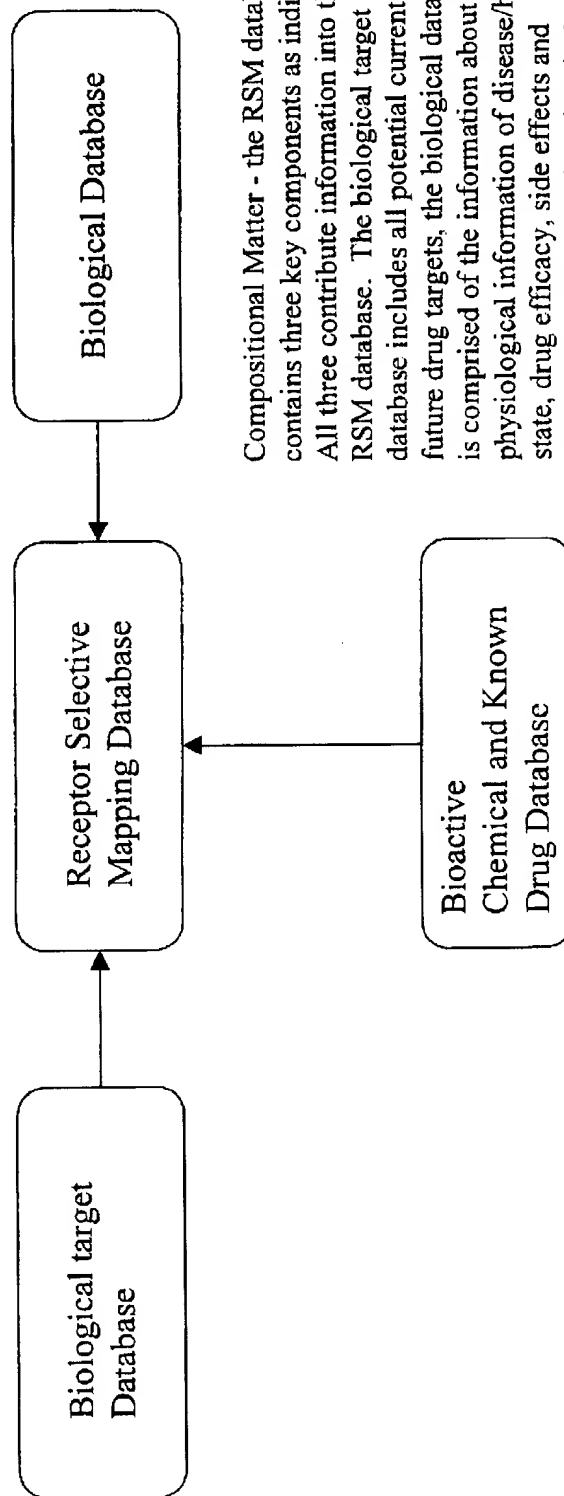 Biological target
Database
Receptor Selective
Mapping Database
Biological Database
Bioactive
Chemical and Known
Drug Database
Compositional Matter - the RSM
contains three key components as
All three contribute information into
RSM database. The biological target
database includes all potential current
future drug targets, the biological data
is comprised of the information about
physiological information of
state, drug efficacy, side effects and